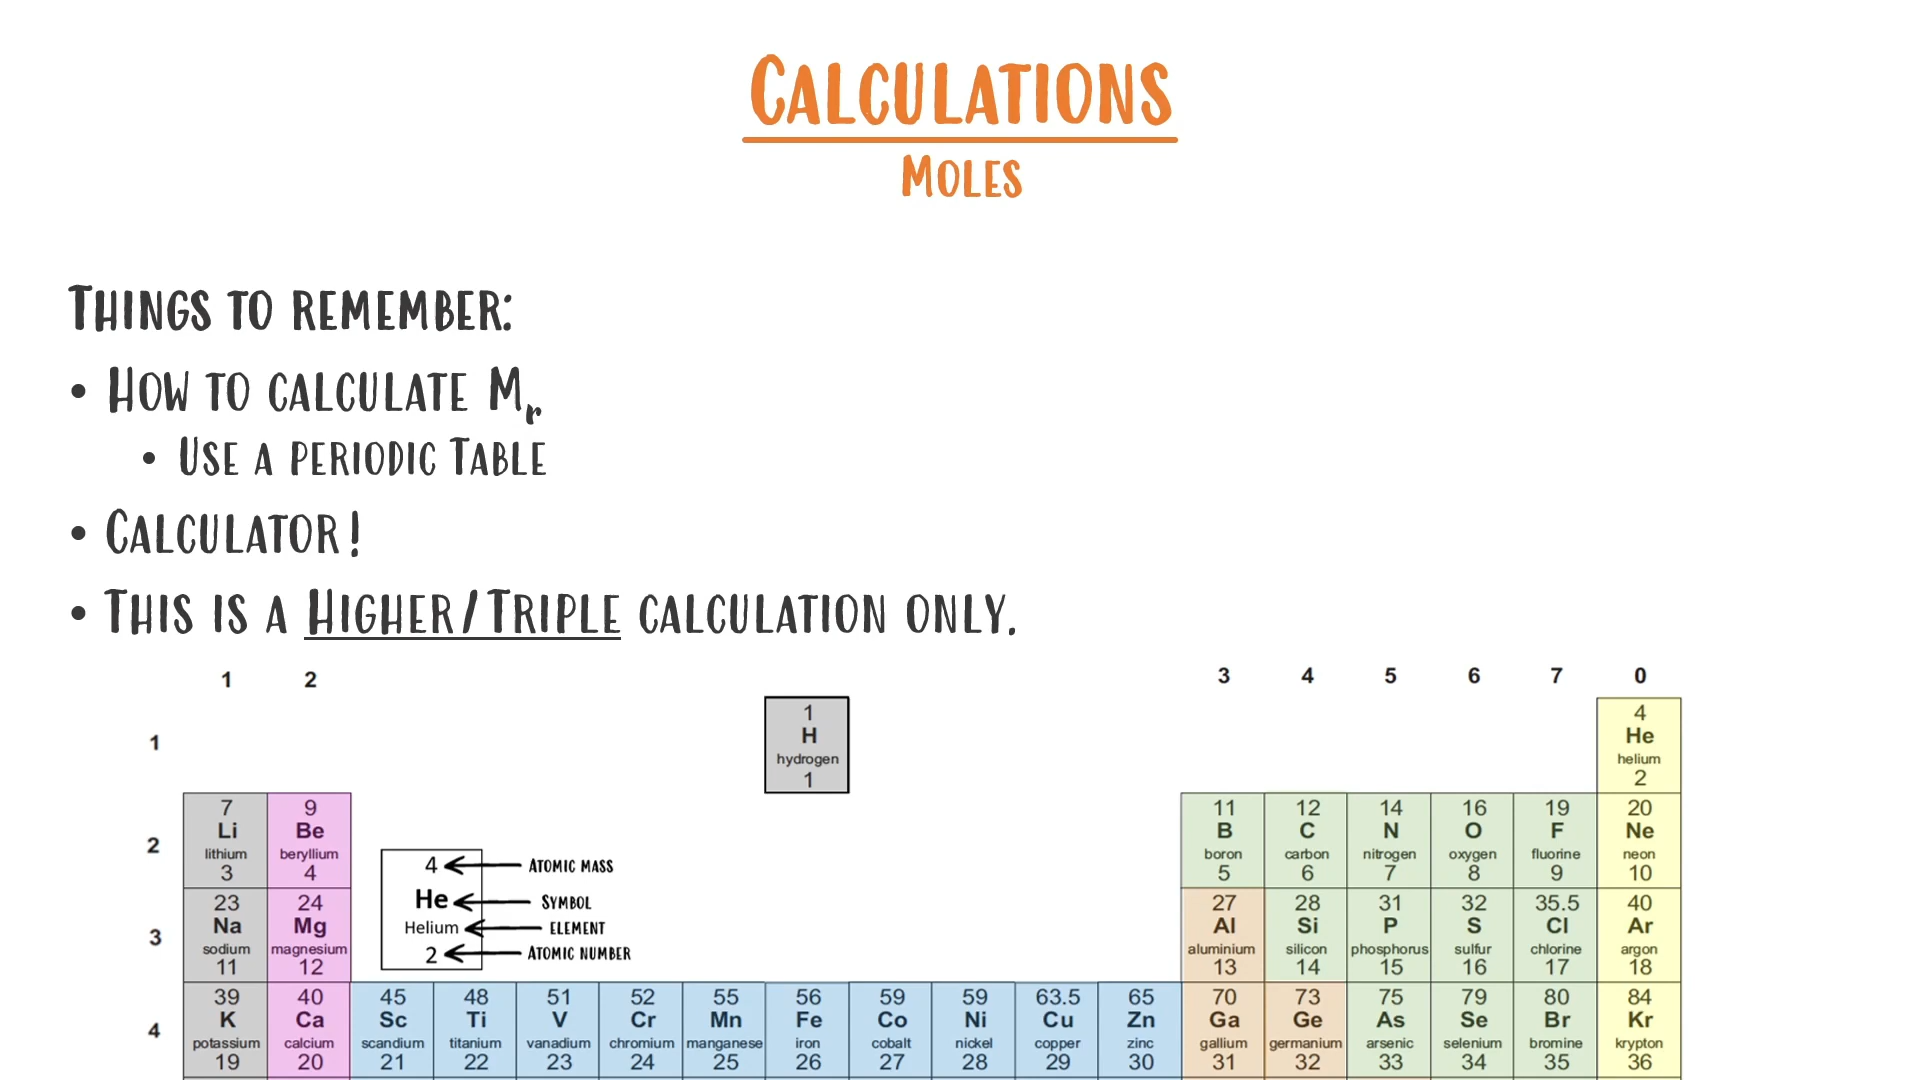 Calculations
Moles
Things to remember:
• How to calculate Mr
• Use a periodic Table
• Calculator!
• This is a Higher/Triple calculation only.
1 2 3 4 5 6 7 0
1 4
1 H He
hydrogen helium
1 2
7 9 11 12 14 16 19 20
2 Li Be B C N O F Ne
lithium beryllium boron carbon nitrogen oxygen fluorine neon
3 4 5 6 7 8 9 10
4 Atomic mass
He Symbol
Helium element
2 Atomic number
23 24 27 28 31 32 35.5 40
3 Na Mg Al Si P S Cl Ar
sodium magnesium aluminium silicon phosphorus sulfur chlorine argon
11 12 13 14 15 16 17 18
39 40 45 48 51 52 55 56 59 59 63.5 65 70 73 75 79 80 84
4 K Ca Sc Ti V Cr Mn Fe Co Ni Cu Zn Ga Ge As Se Br Kr
potassium calcium scandium titanium vanadium chromium manganese iron cobalt nickel copper zinc gallium germanium arsenic selenium bromine krypton
19 20 21 22 23 24 25 26 27 28 29 30 31 32 33 34 35 36